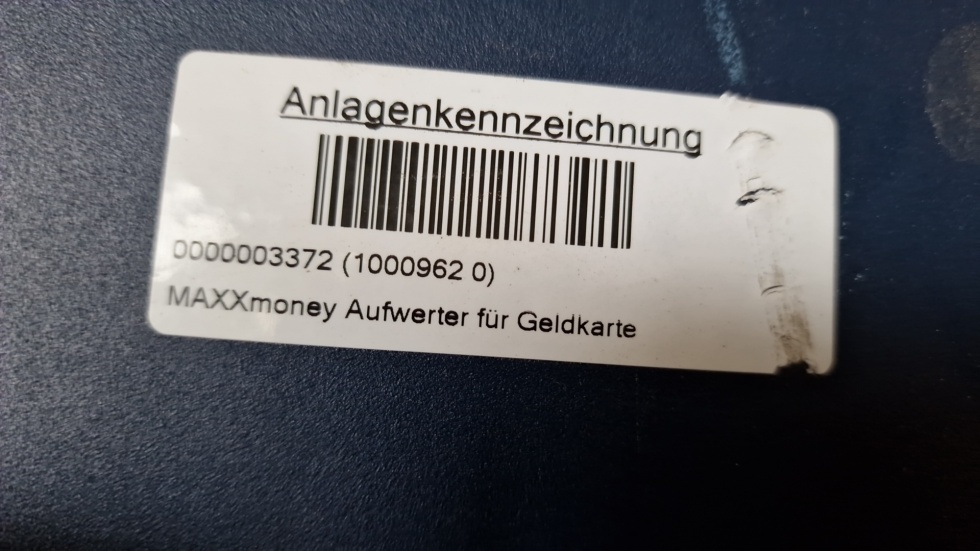 Anlagenkennzeichnung
0000003372 (1000962 0)
MAXXmoney Aufwerter für Geldkarte